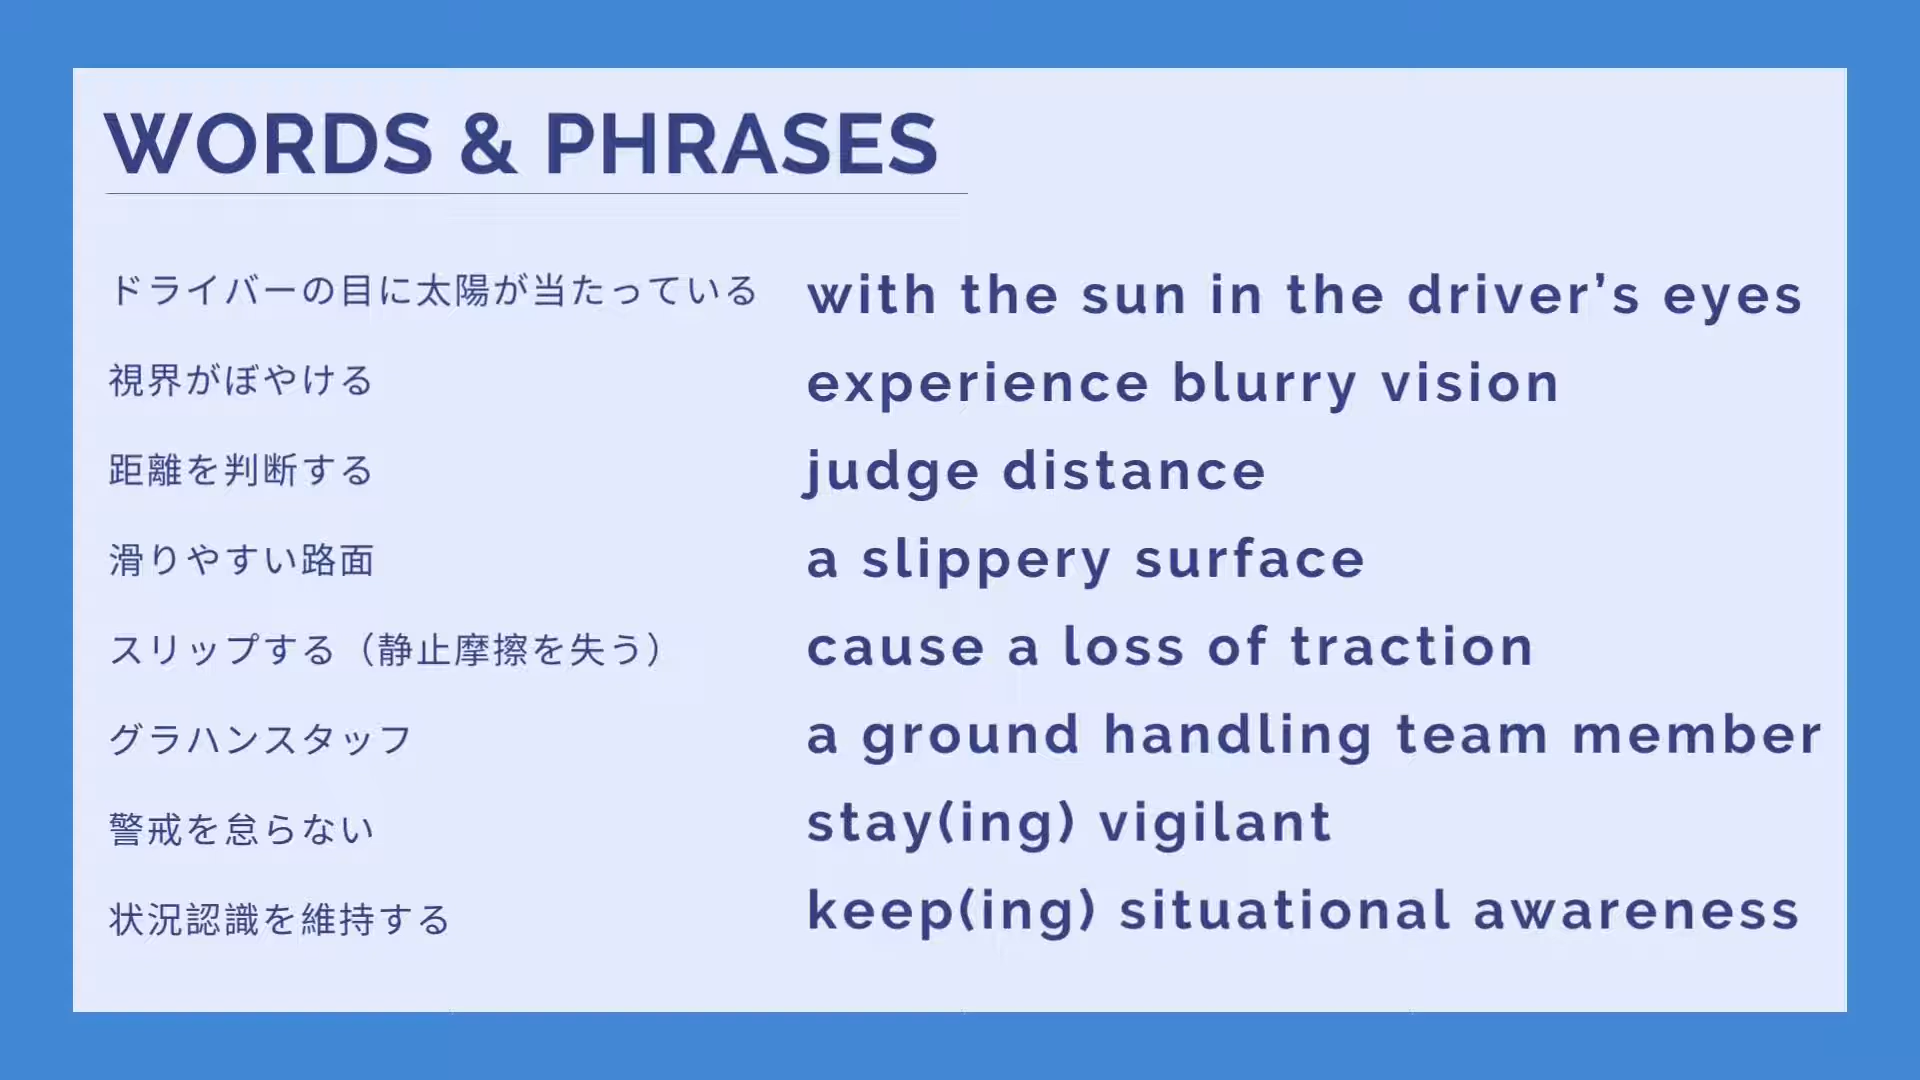 WORDS & PHRASES
ドライバーの目に太陽が当たっている with the sun in the driver’s eyes
視界がぼやける experience blurry vision
距離を判断する judge distance
滑りやすい路面 a slippery surface
スリップする（静止摩擦を失う） cause a loss of traction
グラハンスタッフ a ground handling team member
警戒を怠らない stay(ing) vigilant
状況認識を維持する keep(ing) situational awareness